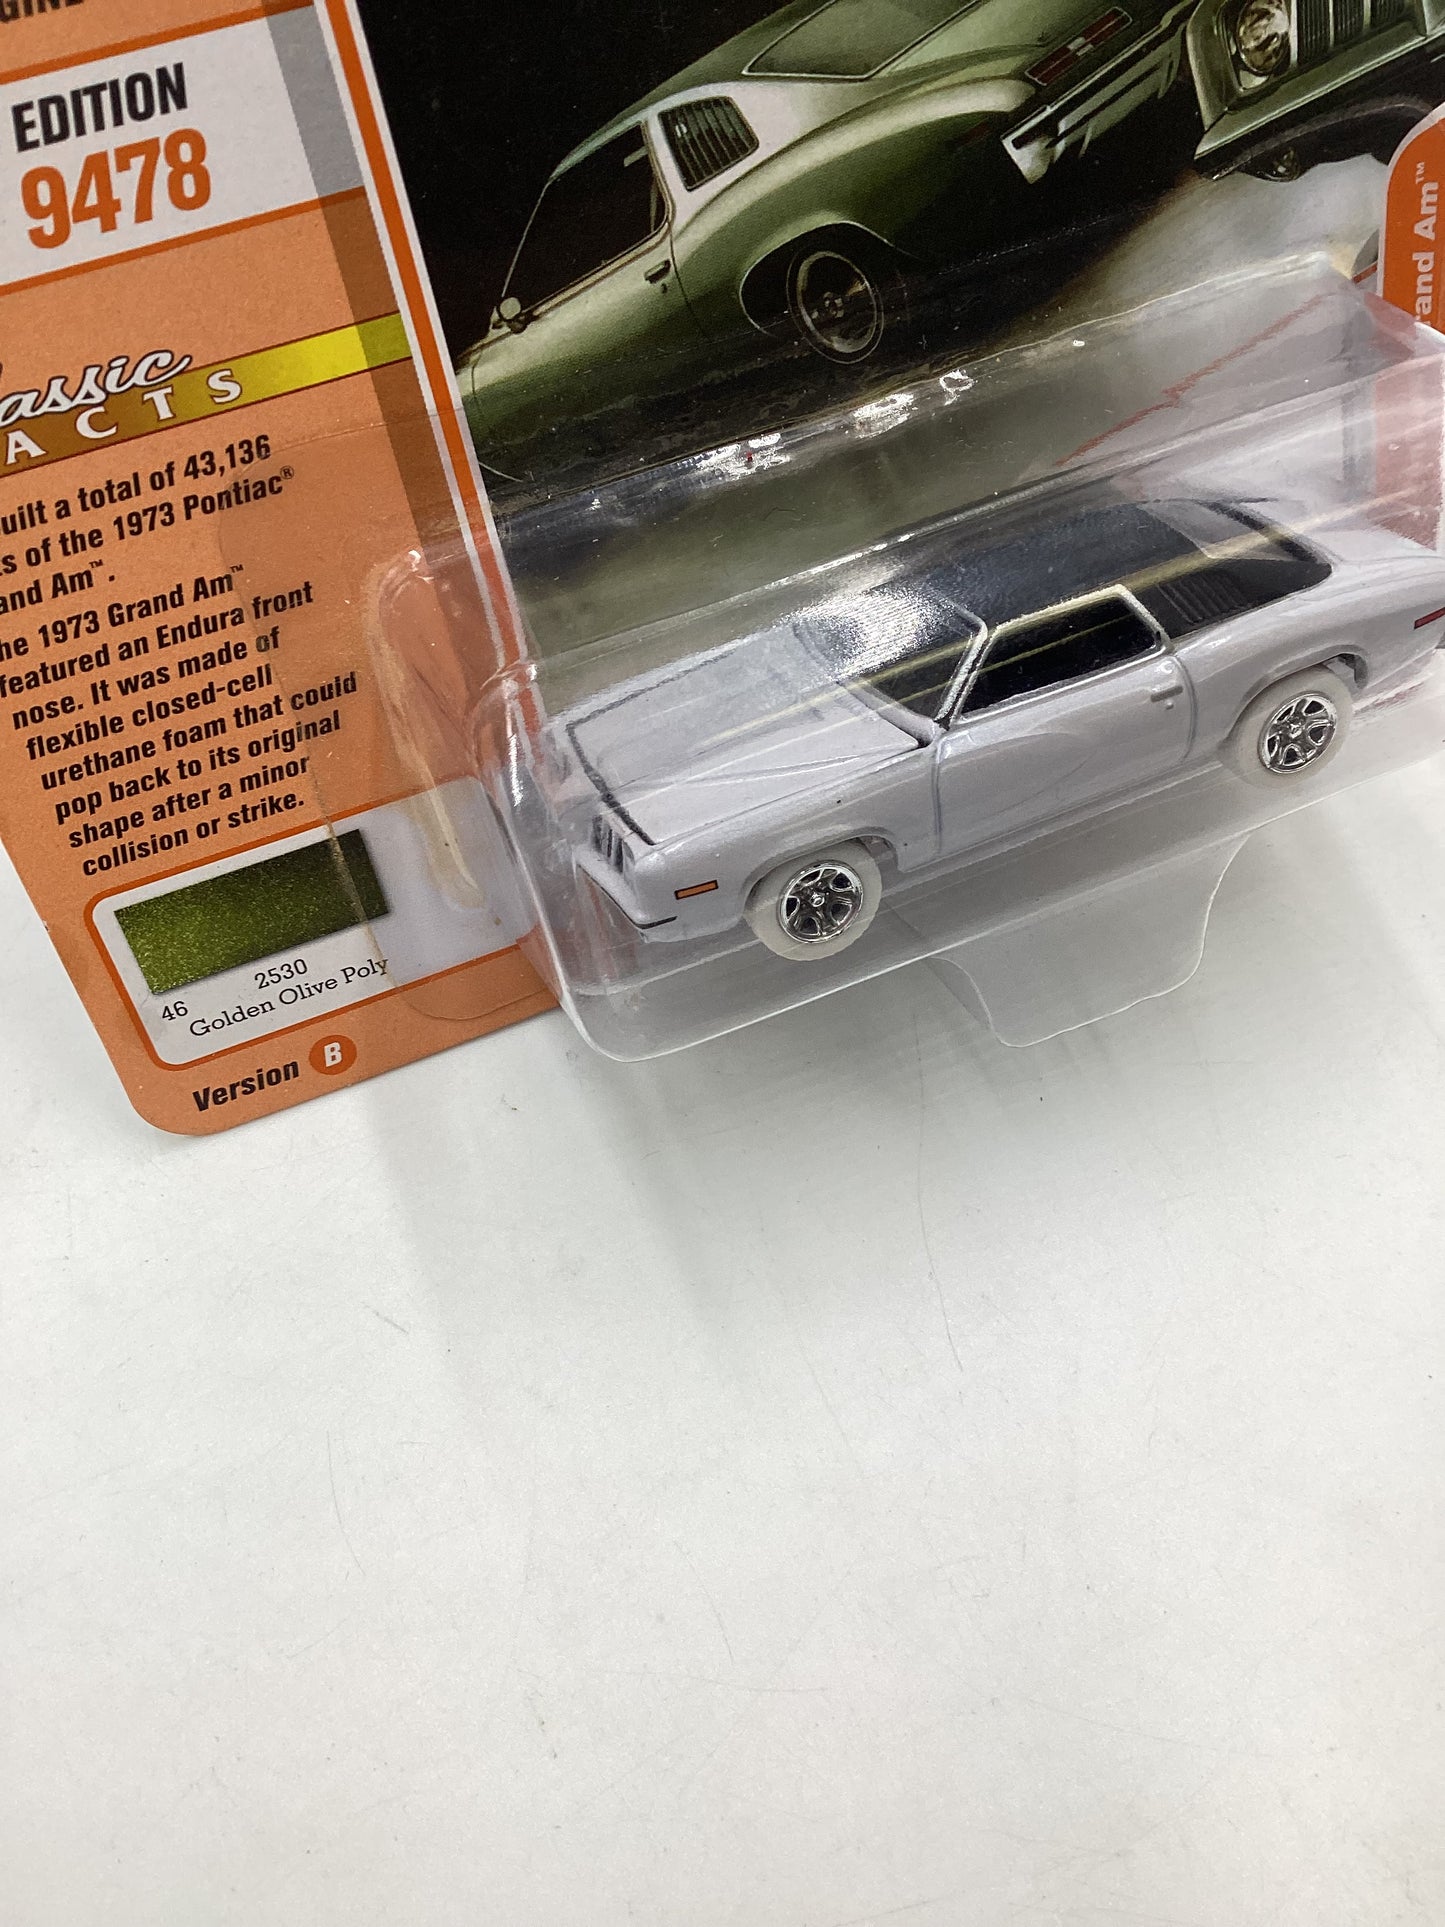 EDITION
9478
assic
ACTS
uilt a total of 43,136
s of the 1973 Pontiac®
and Am™.
he 1973 Grand Am™
featured an Endura front
nose. It was made of
flexible closed-cell
urethane foam that could
pop back to its original
shape after a minor
collision or strike.
46 2530
Golden Olive Poly
Version B
rand Am™